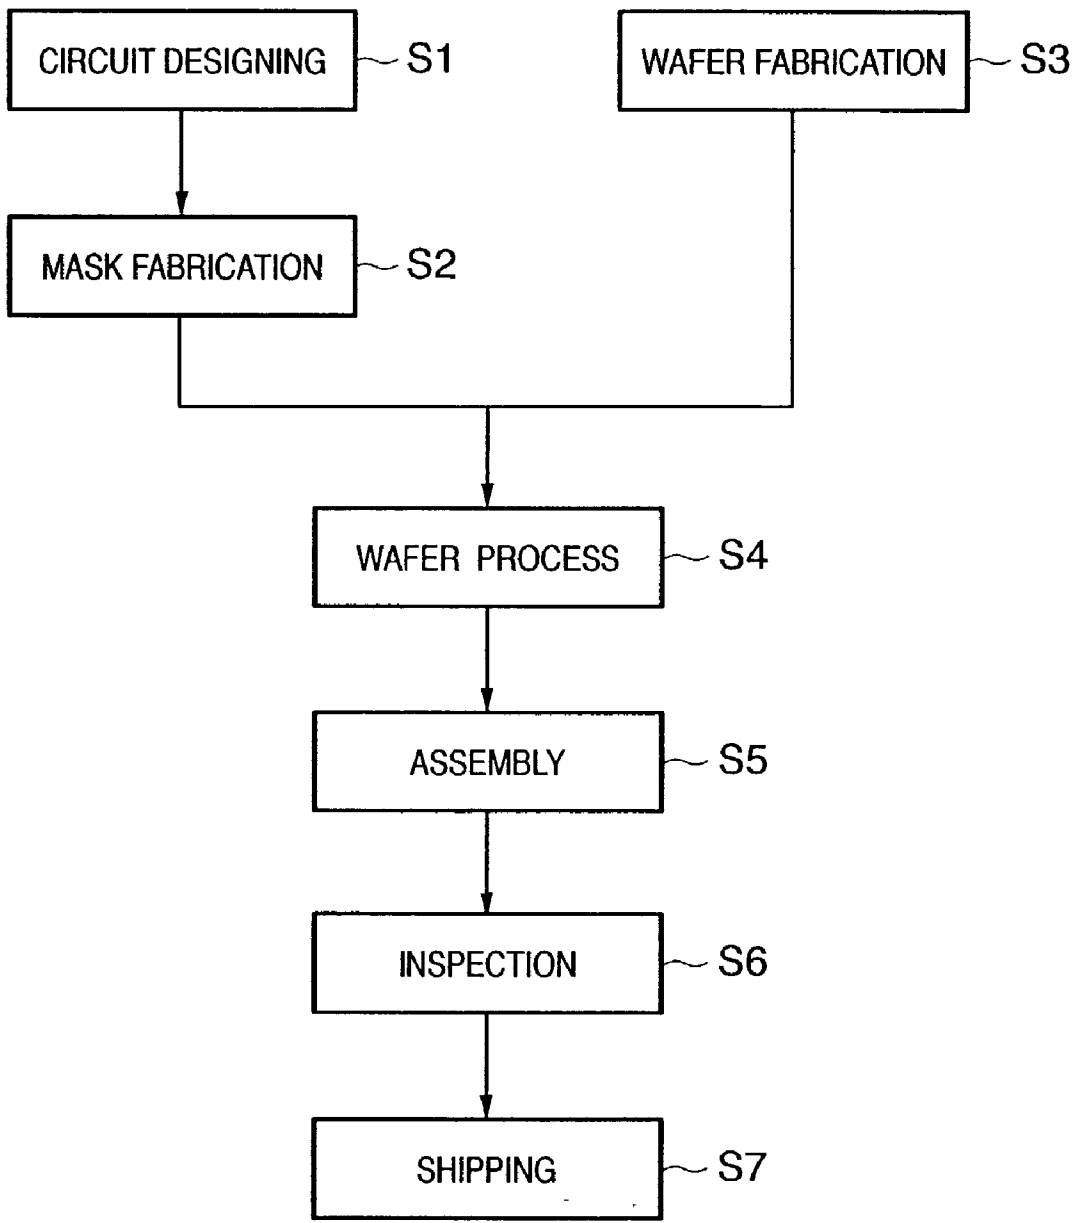 CIRCUIT DESIGNING S1
WAFER FABRICATION S3
MASK FABRICATION S2
WAFER PROCESS S4
ASSEMBLY S5
INSPECTION S6
SHIPPING S7